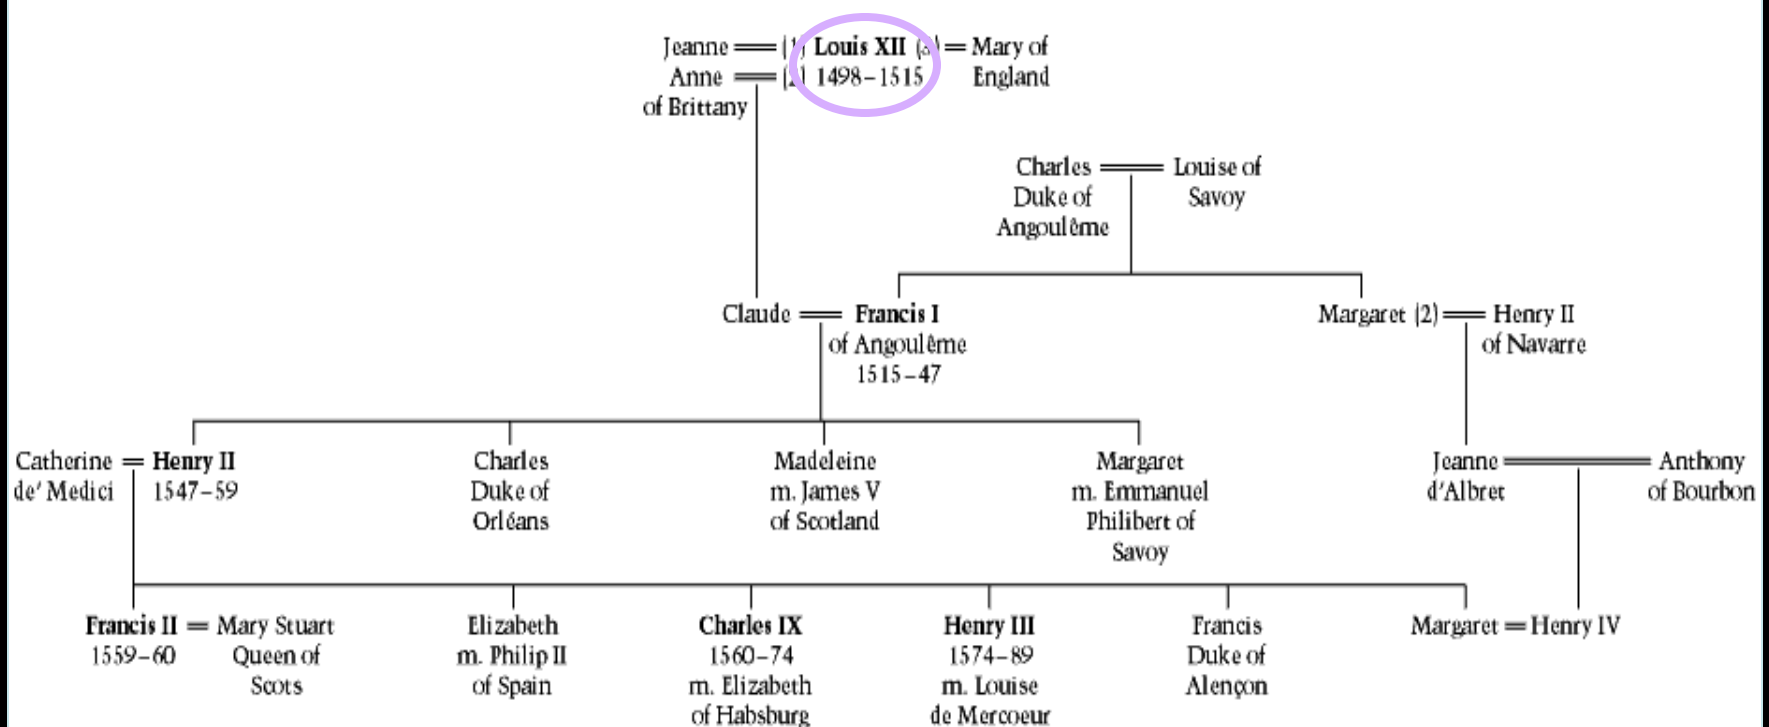 Jeanne (1) Louis XII (3) Mary of
Anne (2) 1498–1515 England
of Brittany
Charles Louise of
Duke of Savoy
Angoulême
Claude Francis I Margaret (2) Henry II
of Angoulême of Navarre
1515–47
Catherine Henry II Charles Madeleine Margaret Jeanne Anthony
de' Medici 1547–59 Duke of m. James V m. Emmanuel d'Albret of Bourbon
Orléans of Scotland Philibert of
Savoy
Francis II Mary Stuart Elizabeth Charles IX Henry III Francis Margaret Henry IV
1559–60 Queen of m. Philip II 1560–74 1574–89 Duke of
Scots of Spain m. Elizabeth m. Louise Alençon
of Habsburg de Mercoeur